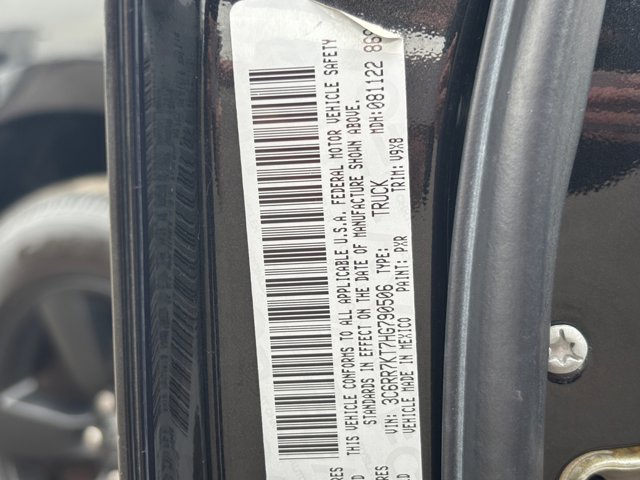 THIS VEHICLE CONFORMS TO ALL APPLICABLE U.S.A. FEDERAL MOTOR VEHICLE SAFETY
STANDARDS IN EFFECT ON THE DATE OF MANUFACTURE SHOWN ABOVE.
VIN: 3C6RR7KT7HG790506 TYPE: TRUCK MDH:081122
VEHICLE MADE IN MEXICO PAINT: PXR TRIM: V9X8